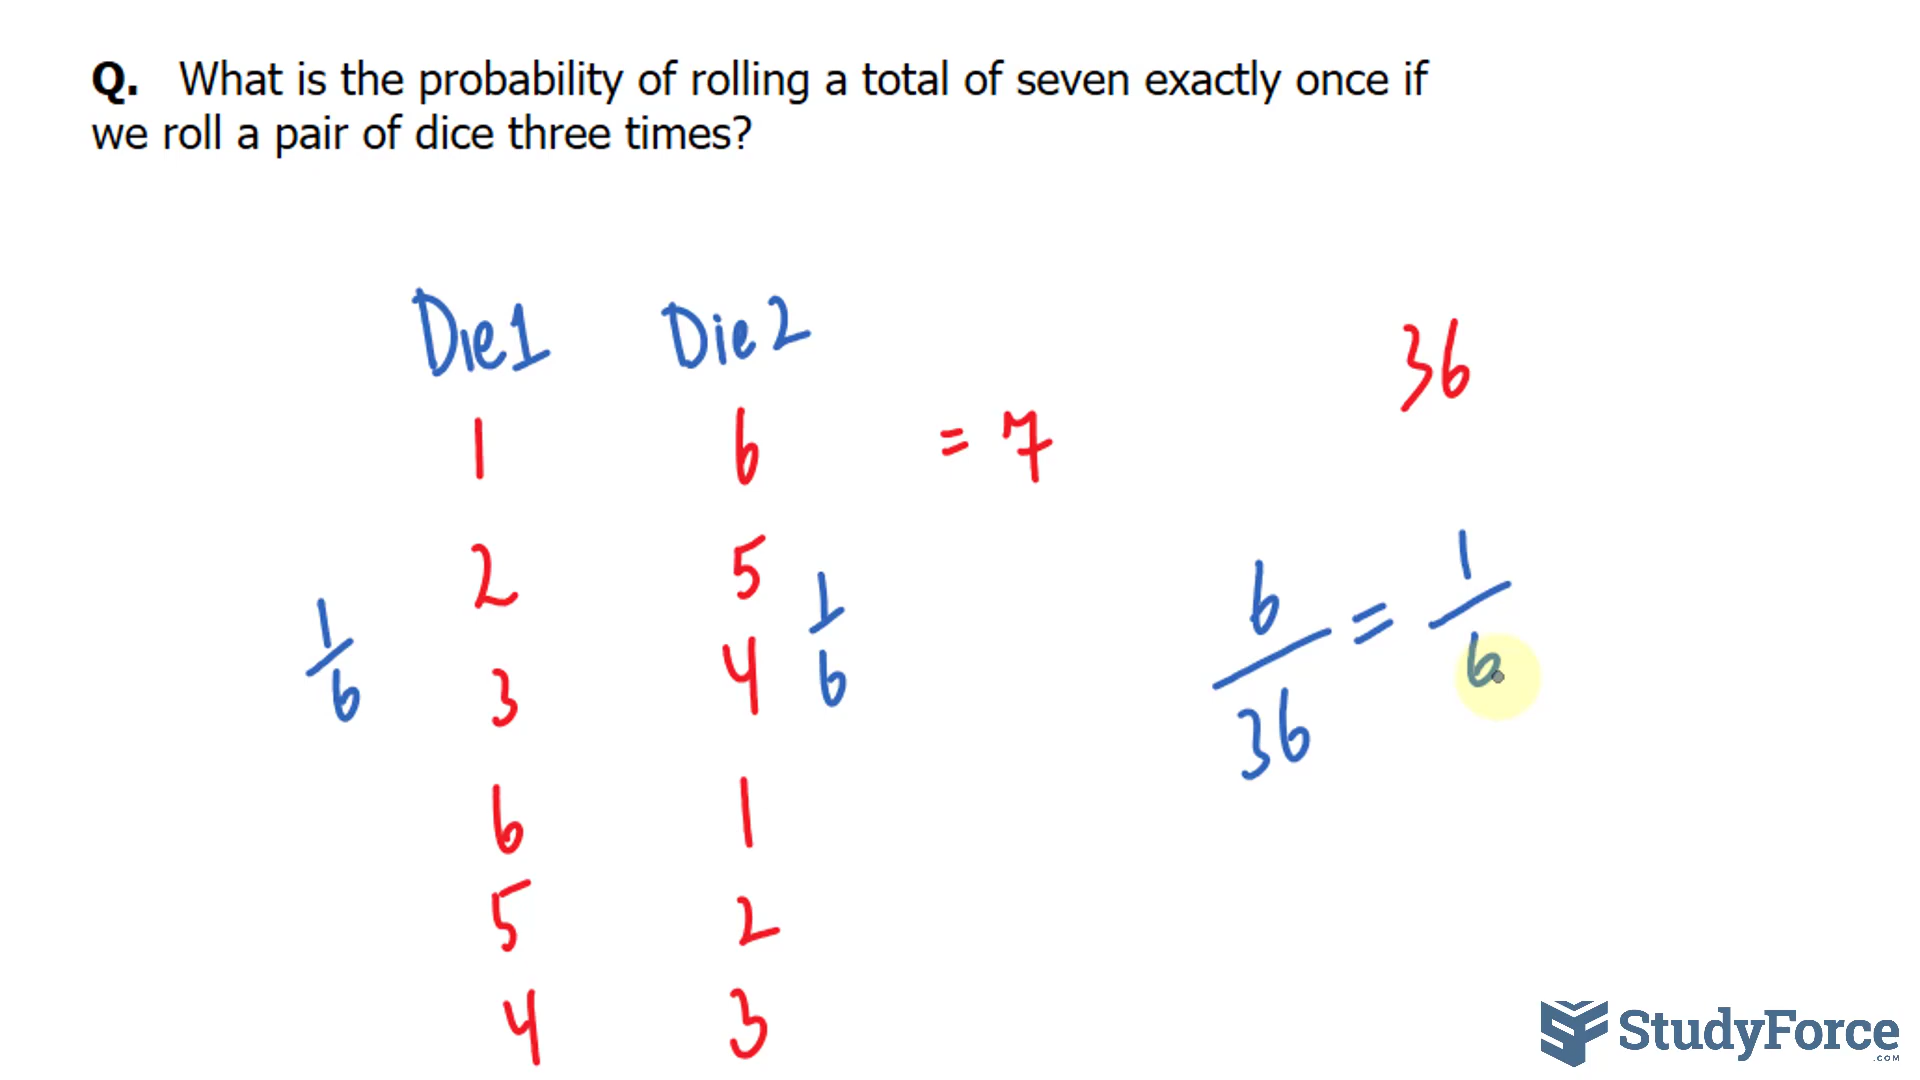 Q. What is the probability of rolling a total of seven exactly once if
we roll a pair of dice three times?
Die 1 Die 2
36
1 6 = 7
2 5
1/6 1/6
6/36 = 1/6
3 4
6 1
5 2
4 3
StudyForce
.COM